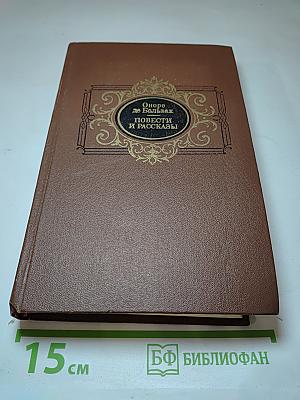 Оноре
де Бальзак
ПОВЕСТИ
И РАССКАЗЫ
15 см
БФ БИБЛИОФАН